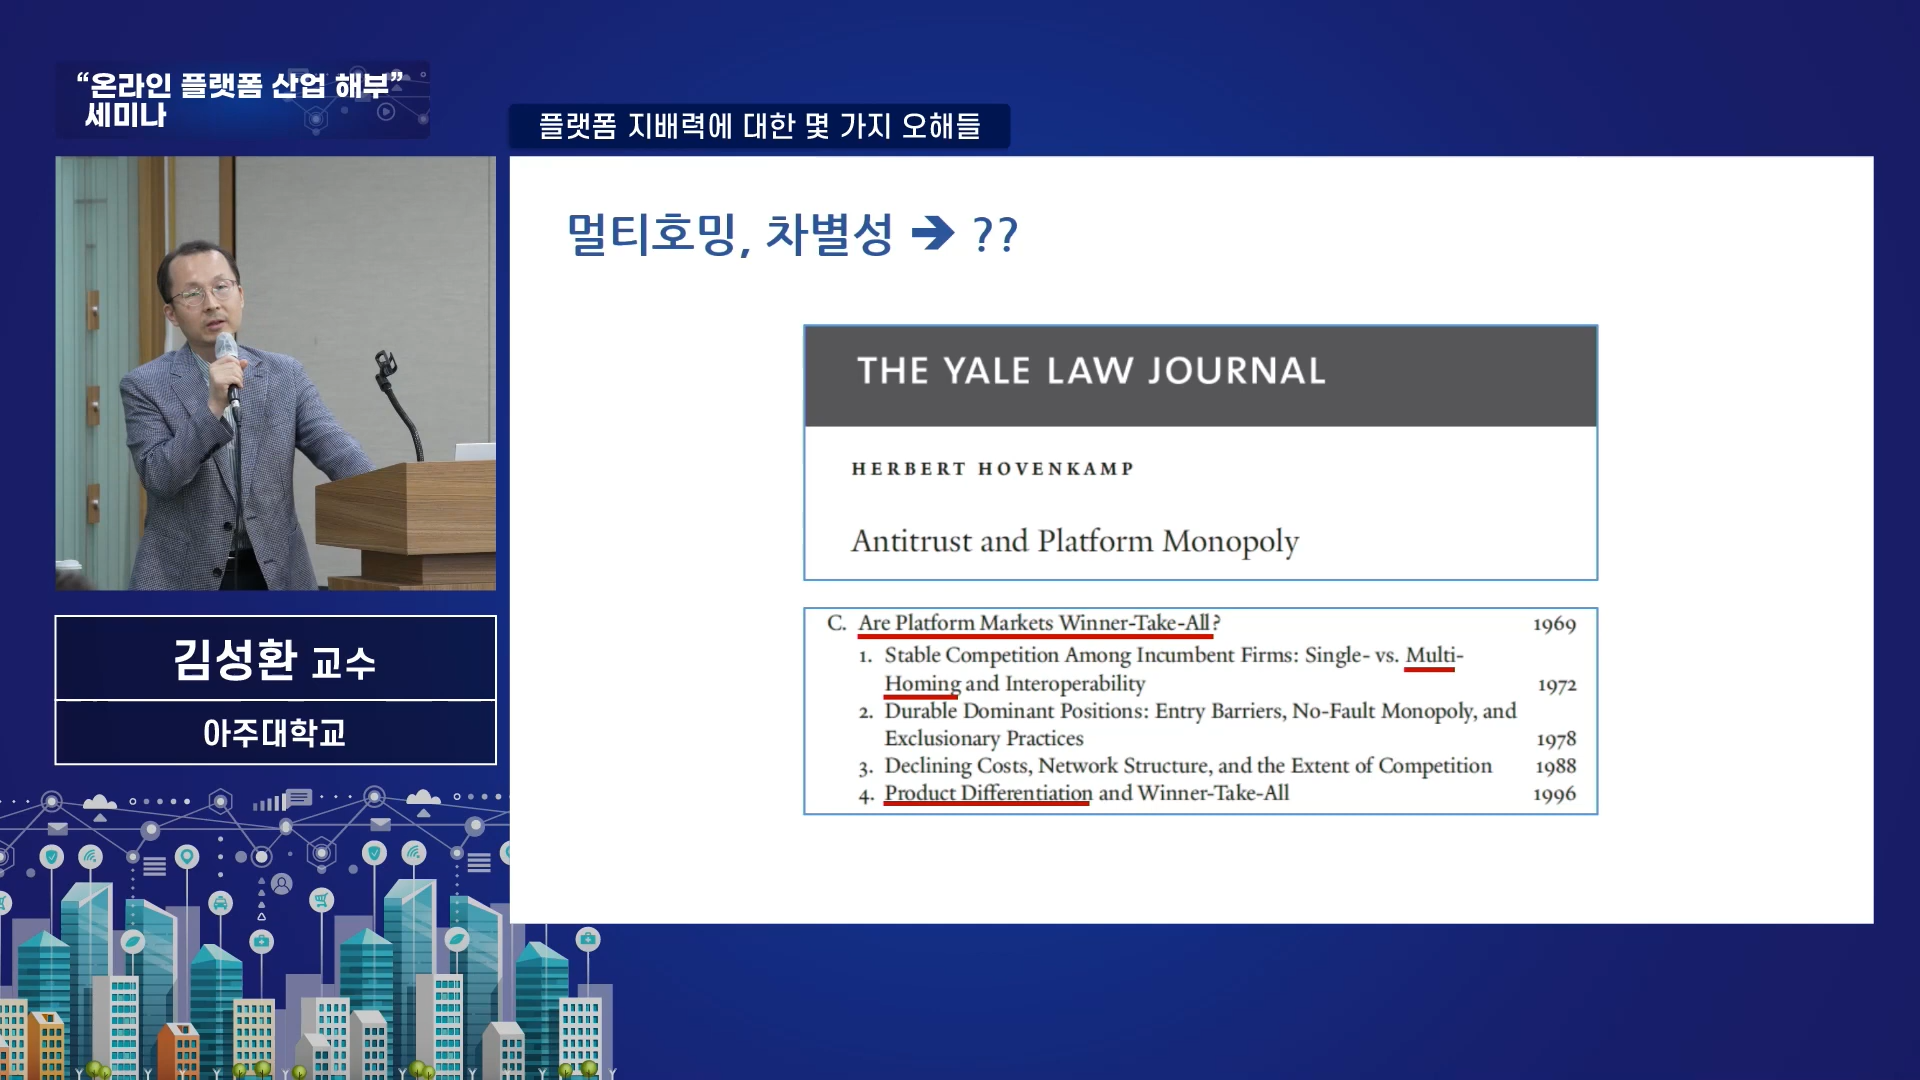 “온라인 플랫폼 산업 해부”
세미나
플랫폼 지배력에 대한 몇 가지 오해들
멀티호밍, 차별성 ➔ ??
THE YALE LAW JOURNAL
HERBERT HOVENKAMP
Antitrust and Platform Monopoly
C. Are Platform Markets Winner-Take-All? 1969
1. Stable Competition Among Incumbent Firms: Single- vs. Multi-
Homing and Interoperability 1972
2. Durable Dominant Positions: Entry Barriers, No-Fault Monopoly, and
Exclusionary Practices 1978
3. Declining Costs, Network Structure, and the Extent of Competition 1988
4. Product Differentiation and Winner-Take-All 1996
김성환 교수
아주대학교